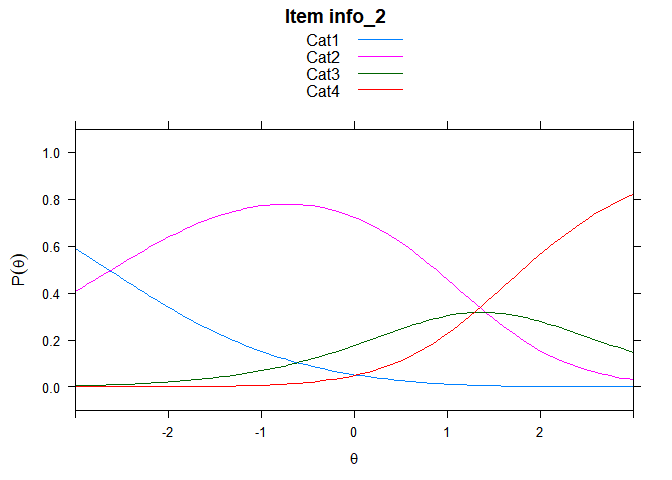 Item info_2
Cat1
Cat2
Cat3
Cat4
1.0
0.8
0.6
0.4
0.2
0.0
P(θ)
-2 -1 0 1 2
θ